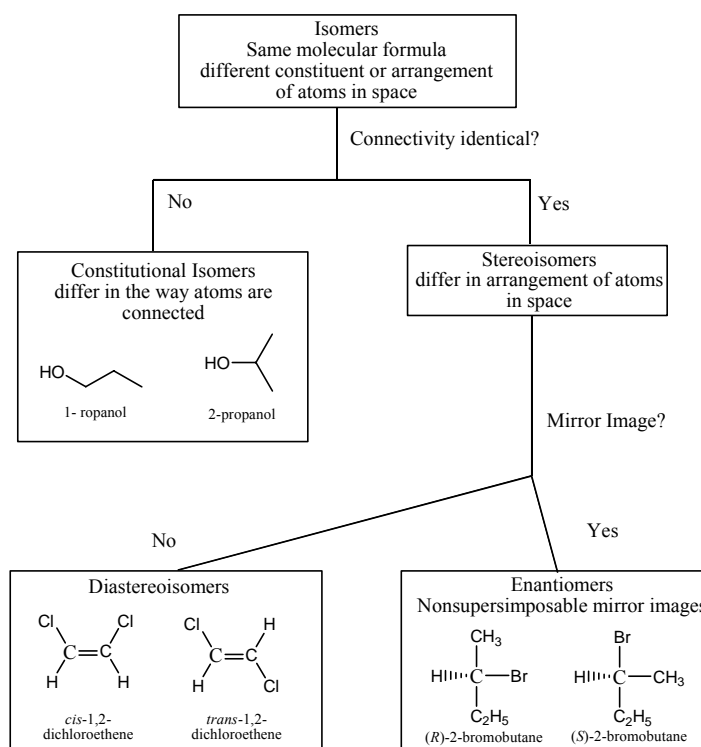 Isomers
Same molecular formula
different constituent or arrangement
of atoms in space
Connectivity identical?
No
Yes
Constitutional Isomers
differ in the way atoms are
connected
HO
1- ropanol
HO
2-propanol
Stereoisomers
differ in arrangement of atoms
in space
Mirror Image?
No
Yes
Diastereoisomers
Cl Cl
C C
H H
cis-1,2-
dichloroethene
H
Cl
C C
H
Cl
trans-1,2-
dichloroethene
Enantiomers
Nonsupersimposable mirror images
CH3
H C Br
C2H5
(R)-2-bromobutane
Br
H C CH3
C2H5
(S)-2-bromobutane